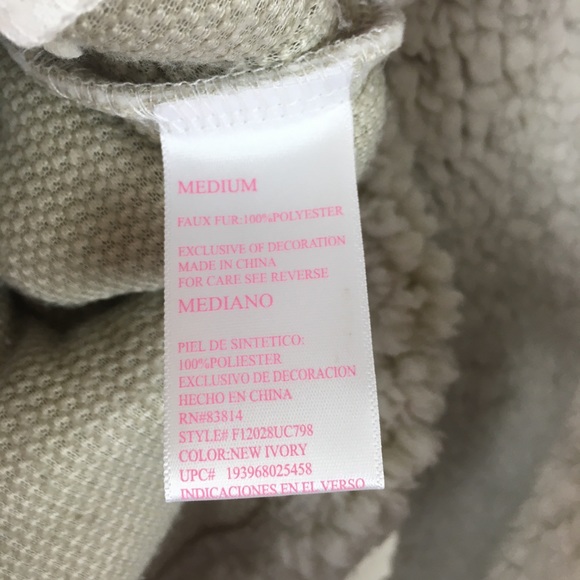 MEDIUM
FAUX FUR:100%POLYESTER
EXCLUSIVE OF DECORATION
MADE IN CHINA
FOR CARE SEE REVERSE
MEDIANO
PIEL DE SINTETICO:
100%POLIESTER
EXCLUSIVO DE DECORACION
HECHO EN CHINA
RN#83814
STYLE# F12028UC798
COLOR:NEW IVORY
UPC# 193968025458
INDICACIONES EN EL VERSO